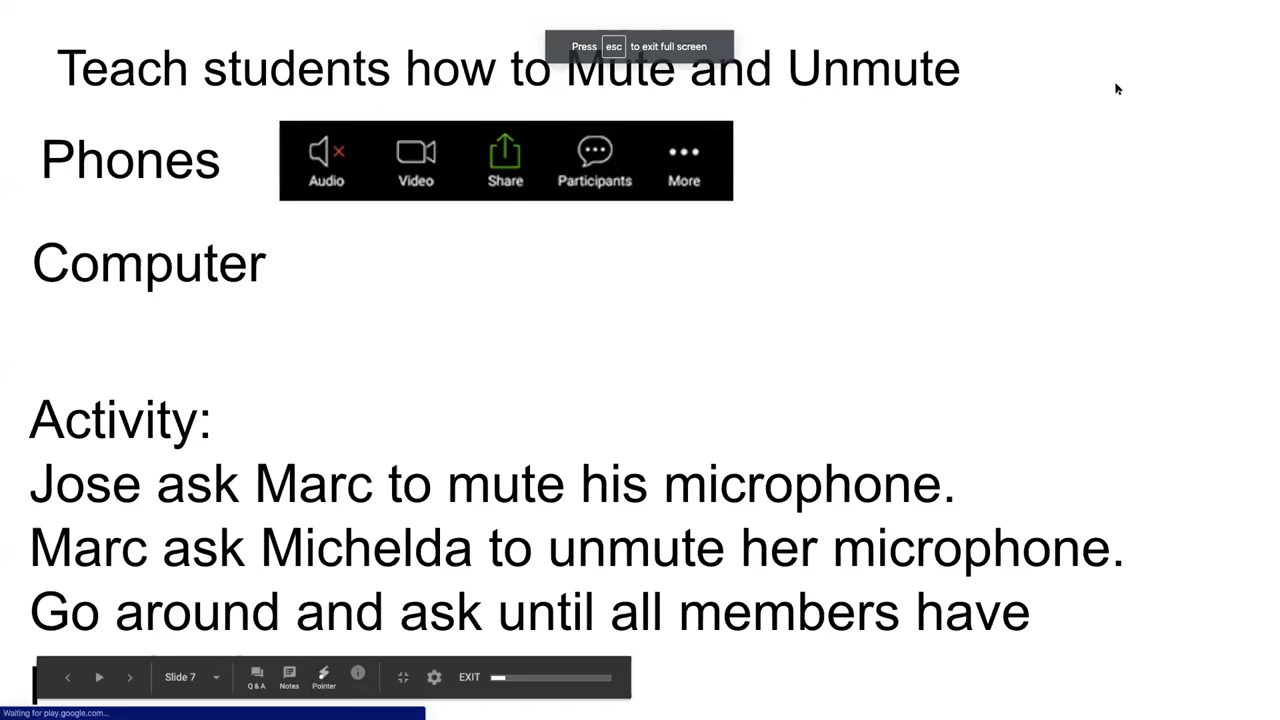 Press esc to exit full screen
Teach students how to Mute and Unmute
Phones
Audio Video Share Participants More
Computer
Activity:
Jose ask Marc to mute his microphone.
Marc ask Michelda to unmute her microphone.
Go around and ask until all members have
Slide 7 Q & A Notes Pointer EXIT
Waiting for play.google.com...